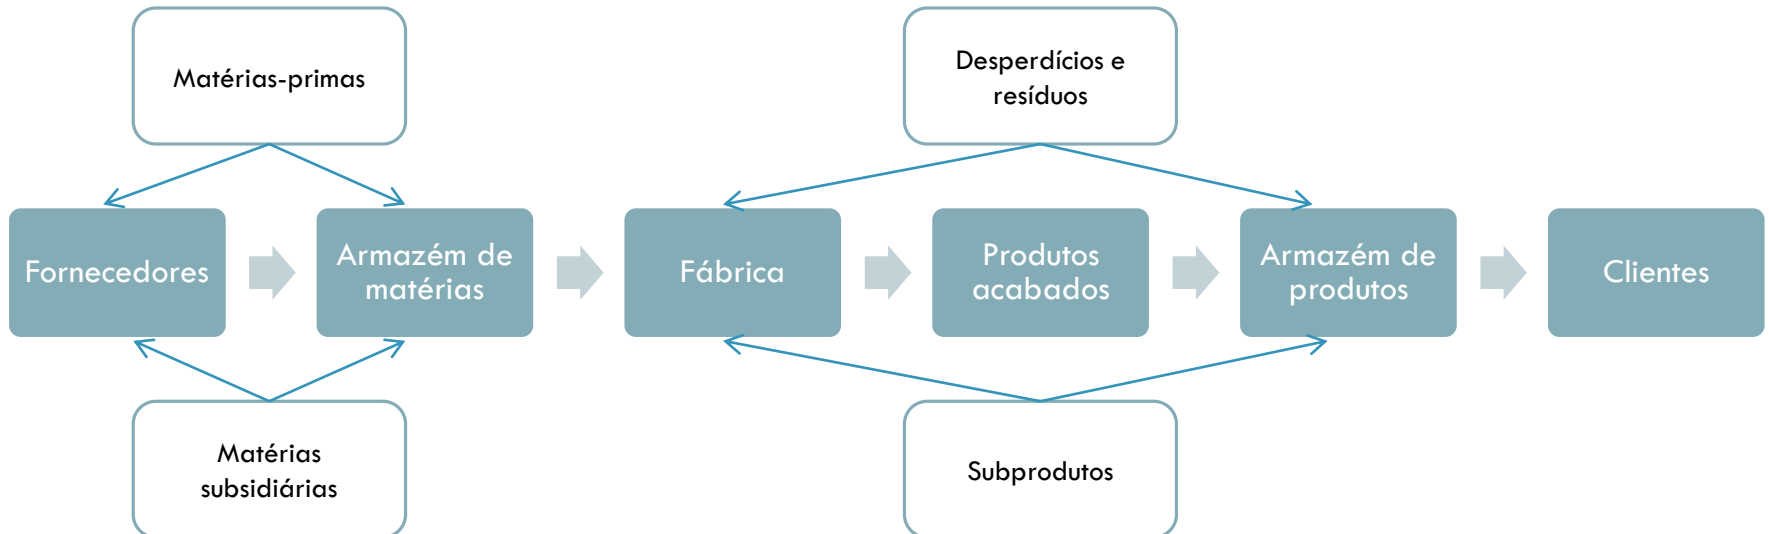 Matérias-primas
Desperdícios e
resíduos
Fornecedores
Armazém de
matérias
Fábrica
Produtos
acabados
Armazém de
produtos
Clientes
Matérias
subsidiárias
Subprodutos